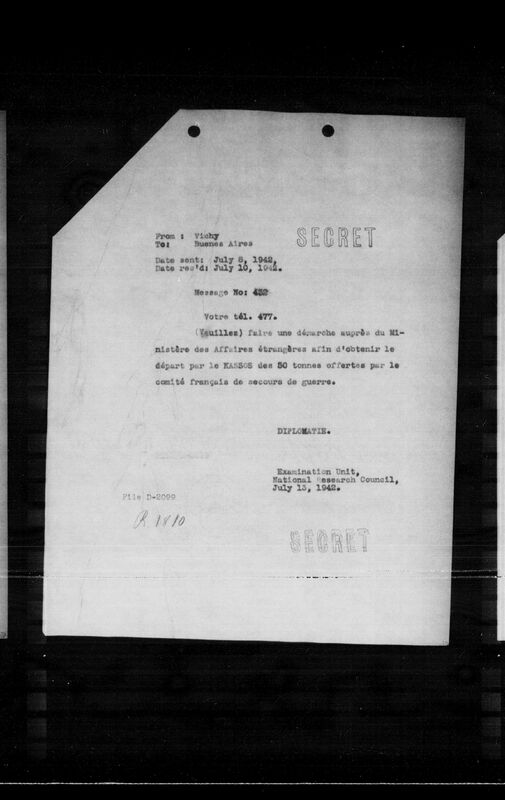 From : Vichy
To: Buenos Aires
SECRET
Date sent: July 8, 1942.
Date rec'd: July 10, 1942.
Message No: 432
Votre tél. 477.
(Veuillez) faire une démarche auprès du Mi-
nistère des Affaires étrangères afin d'obtenir le
départ par le KASSOS des 50 tonnes offertes par le
comité français de secours de guerre.
DIPLOMATIE.
Examination Unit,
National Research Council,
July 13, 1942.
File D-2099
R 1810
SECRET